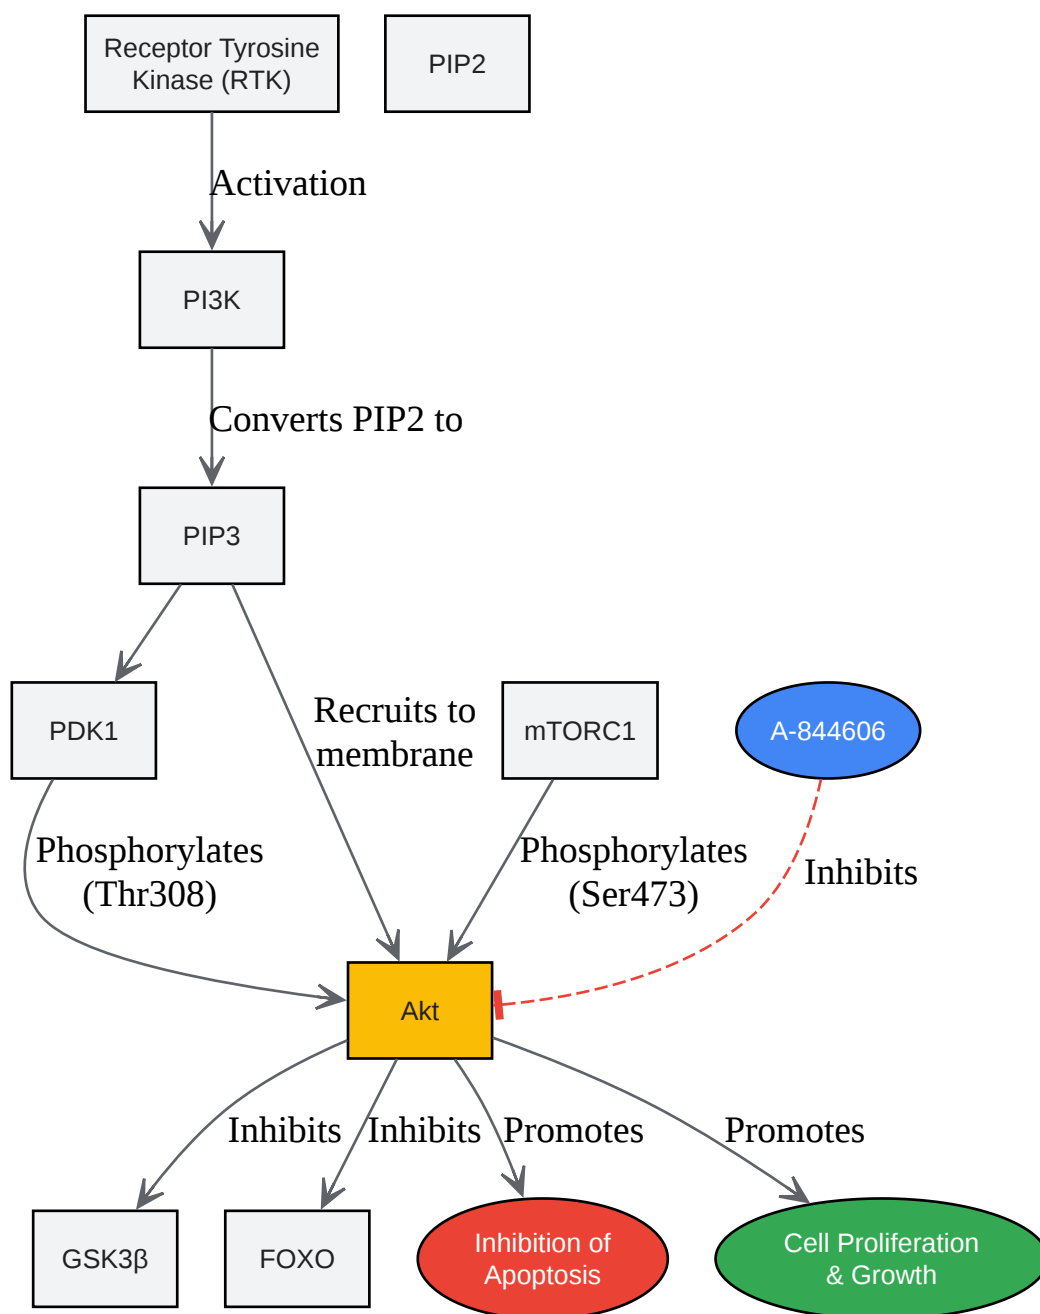 Receptor Tyrosine
Kinase (RTK)
PIP2
Activation
PI3K
Converts PIP2 to
PIP3
Recruits to
membrane
PDK1
mTORC1
A-844606
Phosphorylates
(Thr308)
Phosphorylates
(Ser473)
Inhibits
Akt
Inhibits
Inhibits
Promotes
Promotes
GSK3β
FOXO
Inhibition of
Apoptosis
Cell Proliferation
& Growth